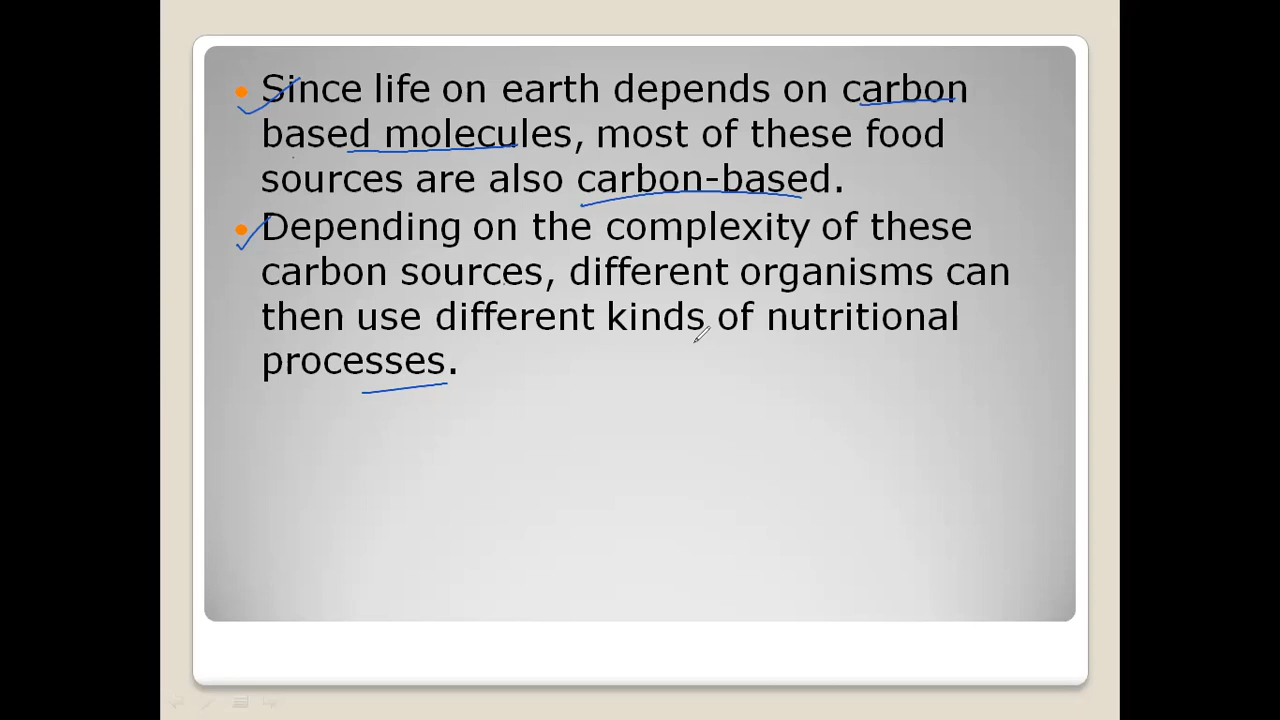 Since life on earth depends on carbon
based molecules, most of these food
sources are also carbon-based.
Depending on the complexity of these
carbon sources, different organisms can
then use different kinds of nutritional
processes.